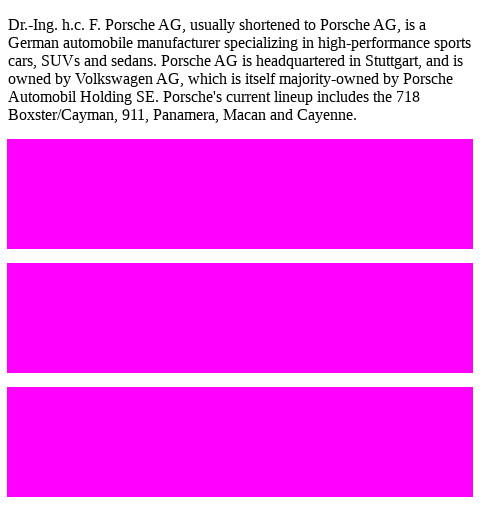 Dr.-Ing. h.c. F. Porsche AG, usually shortened to Porsche AG, is a
German automobile manufacturer specializing in high-performance sports
cars, SUVs and sedans. Porsche AG is headquartered in Stuttgart, and is
owned by Volkswagen AG, which is itself majority-owned by Porsche
Automobil Holding SE. Porsche's current lineup includes the 718
Boxster/Cayman, 911, Panamera, Macan and Cayenne.